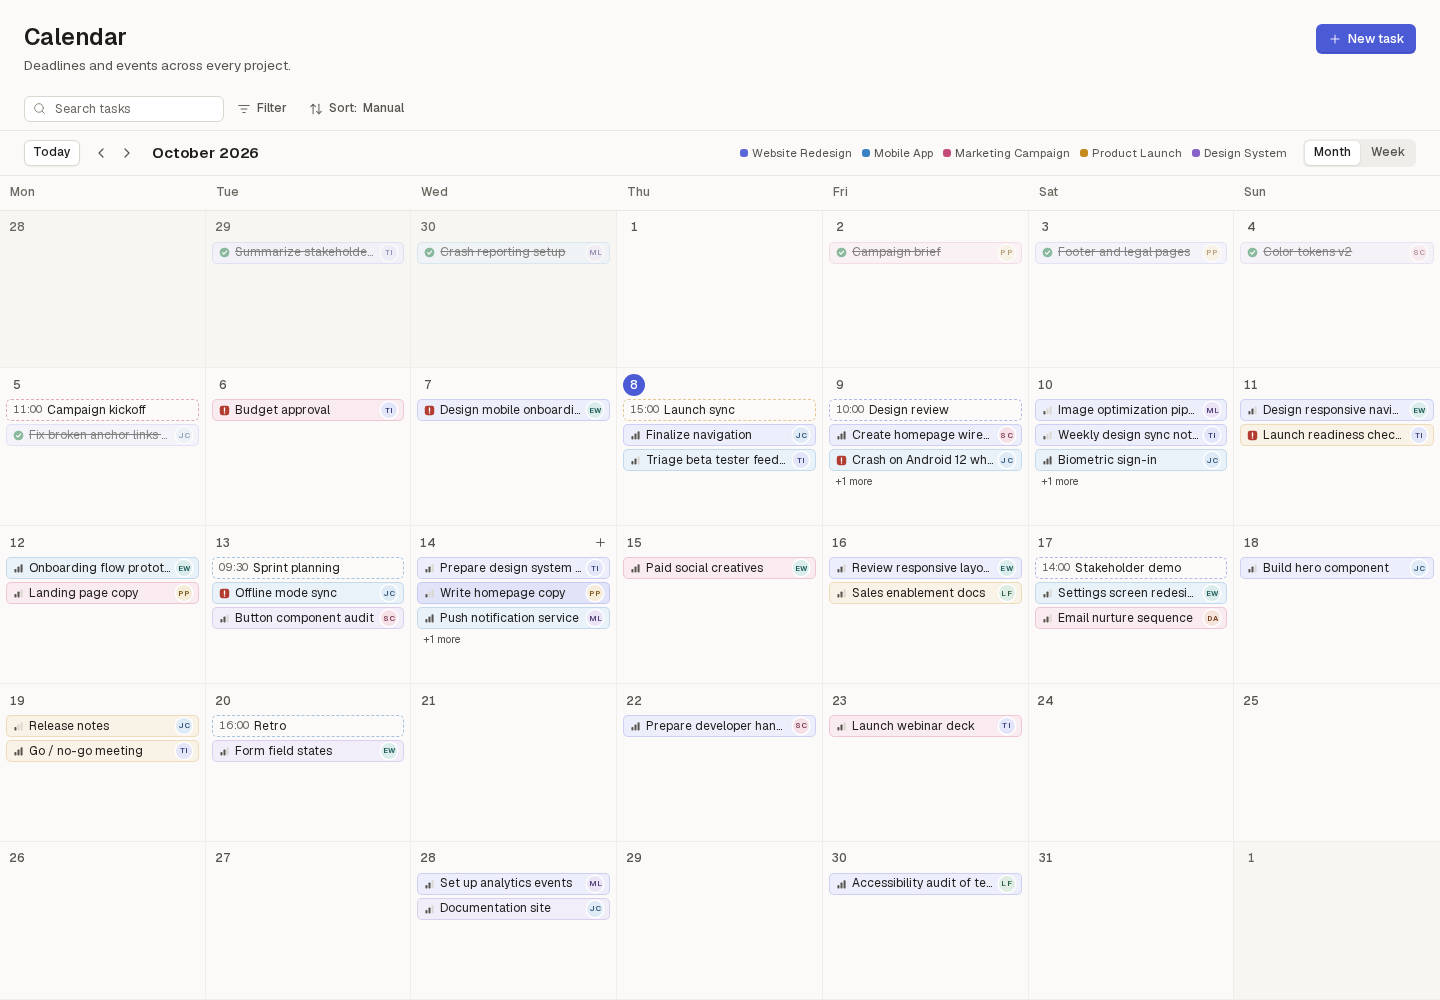 Calendar
Deadlines and events across every project.
New task
Search tasks
Filter
Sort: Manual
Today
October 2026
Website Redesign
Mobile App
Marketing Campaign
Product Launch
Design System
Month
Week
Mon
Tue
Wed
Thu
Fri
Sat
Sun
28
29
Summarize stakeholde… TI
30
Crash reporting setup ML
1
2
Campaign brief PP
3
Footer and legal pages PP
4
Color tokens v2 SC
5
11:00 Campaign kickoff
Fix broken anchor links… JC
6
Budget approval TI
7
Design mobile onboardi… EW
8
15:00 Launch sync
Finalize navigation JC
Triage beta tester feed… TI
9
10:00 Design review
Create homepage wire… SC
Crash on Android 12 wh… JC
+1 more
10
Image optimization pip… ML
Weekly design sync not… TI
Biometric sign-in JC
+1 more
11
Design responsive navi… EW
Launch readiness chec… TI
12
Onboarding flow protot… EW
Landing page copy PP
13
09:30 Sprint planning
Offline mode sync JC
Button component audit SC
14
Prepare design system … TI
Write homepage copy PP
Push notification service ML
+1 more
15
Paid social creatives EW
16
Review responsive layo… EW
Sales enablement docs LF
17
14:00 Stakeholder demo
Settings screen redesi… EW
Email nurture sequence DA
18
Build hero component JC
19
Release notes JC
Go / no-go meeting TI
20
16:00 Retro
Form field states EW
21
22
Prepare developer han… SC
23
Launch webinar deck TI
24
25
26
27
28
Set up analytics events ML
Documentation site JC
29
30
Accessibility audit of te… LF
31
1